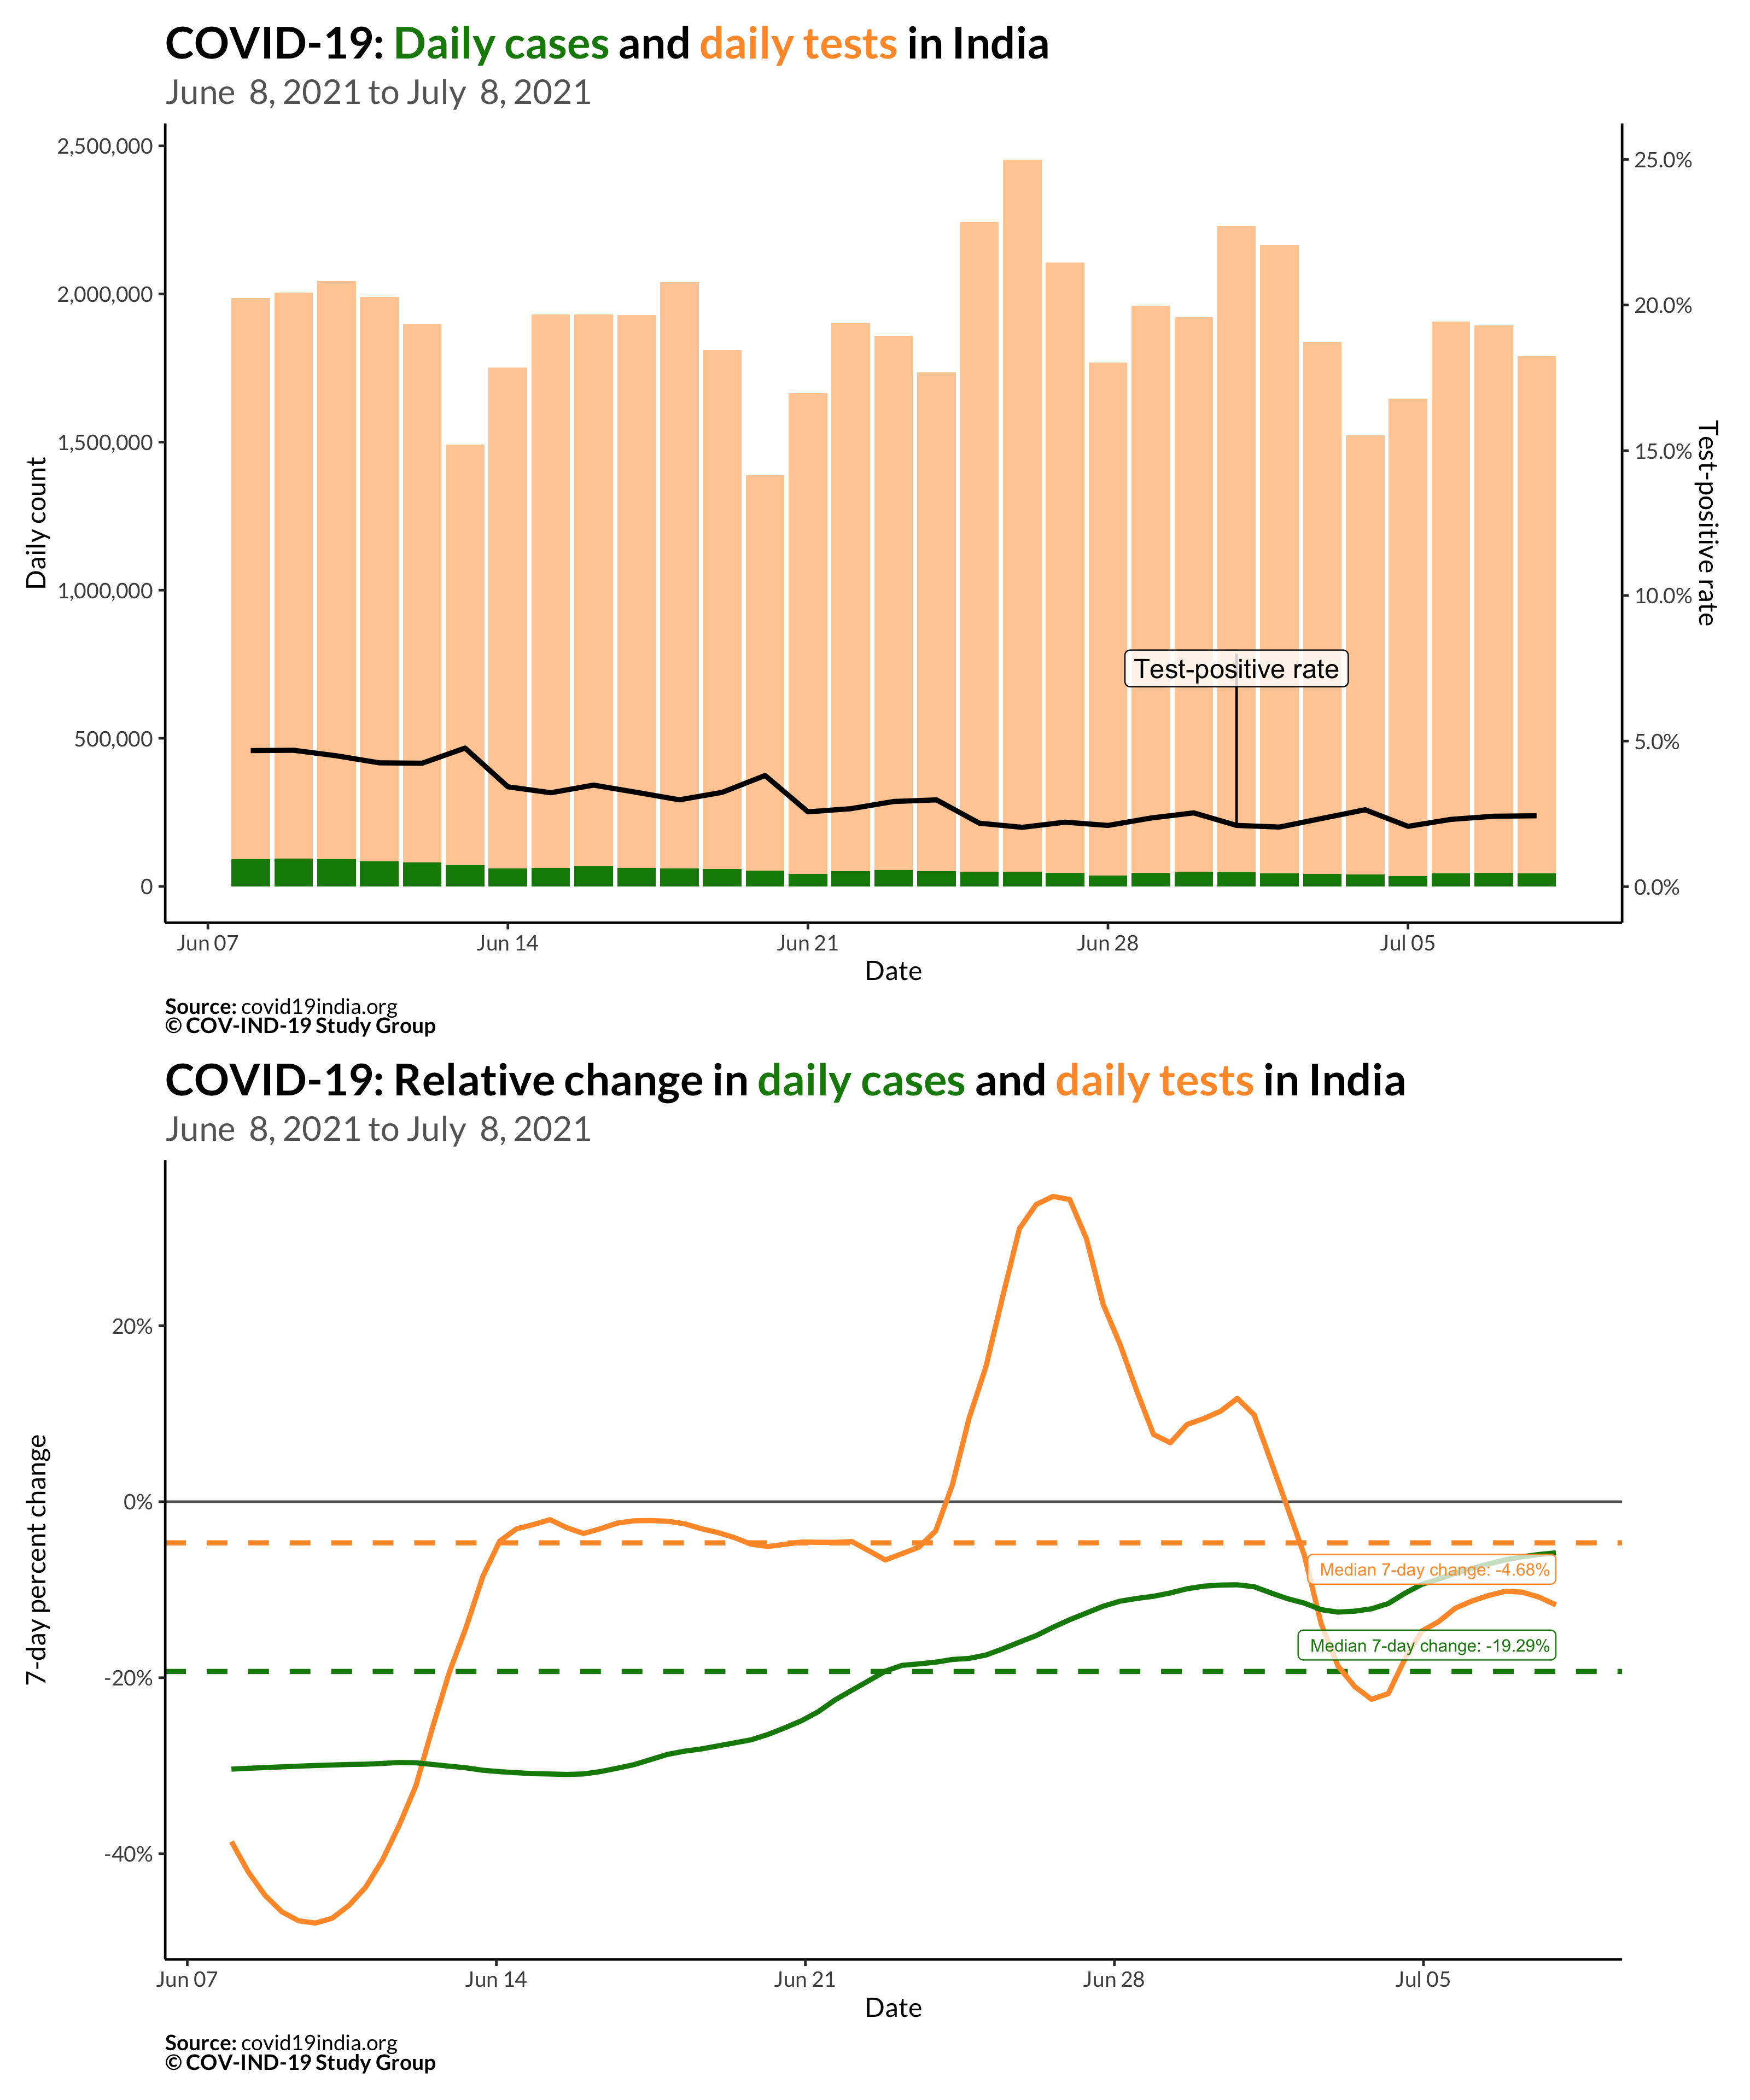 COVID-19: Daily cases and daily tests in India
June 8, 2021 to July 8, 2021
2,500,000
2,000,000
1,500,000
1,000,000
500,000
0
Daily count
25.0%
20.0%
15.0%
10.0%
5.0%
0.0%
Test-positive rate
Test-positive rate
Jun 07
Jun 14
Jun 21
Jun 28
Jul 05
Date
Source: covid19india.org
© COV-IND-19 Study Group
COVID-19: Relative change in daily cases and daily tests in India
June 8, 2021 to July 8, 2021
20%
0%
-20%
-40%
7-day percent change
Median 7-day change: -4.68%
Median 7-day change: -19.29%
Jun 07
Jun 14
Jun 21
Jun 28
Jul 05
Date
Source: covid19india.org
© COV-IND-19 Study Group